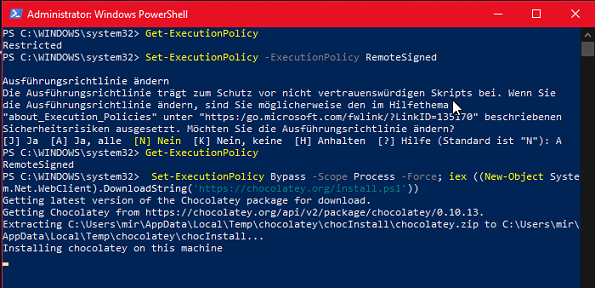 Administrator: Windows PowerShell
PS C:\WINDOWS\system32> Get-ExecutionPolicy
Restricted
PS C:\WINDOWS\system32> Set-ExecutionPolicy -ExecutionPolicy RemoteSigned
Ausführungsrichtlinie ändern
Die Ausführungsrichtlinie trägt zum Schutz vor nicht vertrauenswürdigen Skripts bei. Wenn Sie
die Ausführungsrichtlinie ändern, sind Sie möglicherweise den im Hilfethema
"about_Execution_Policies" unter "https:/go.microsoft.com/fwlink/?LinkID=135170" beschriebenen
Sicherheitsrisiken ausgesetzt. Möchten Sie die Ausführungsrichtlinie ändern?
[J] Ja [A] Ja, alle [N] Nein [K] Nein, keine [H] Anhalten [?] Hilfe (Standard ist "N"): A
PS C:\WINDOWS\system32> Get-ExecutionPolicy
RemoteSigned
PS C:\WINDOWS\system32> Set-ExecutionPolicy Bypass -Scope Process -Force; iex ((New-Object Syste
m.Net.WebClient).DownloadString('https://chocolatey.org/install.ps1'))
Getting latest version of the Chocolatey package for download.
Getting Chocolatey from https://chocolatey.org/api/v2/package/chocolatey/0.10.13.
Extracting C:\Users\mir\AppData\Local\Temp\chocolatey\chocInstall\chocolatey.zip to C:\Users\mir\
AppData\Local\Temp\chocolatey\chocInstall...
Installing chocolatey on this machine